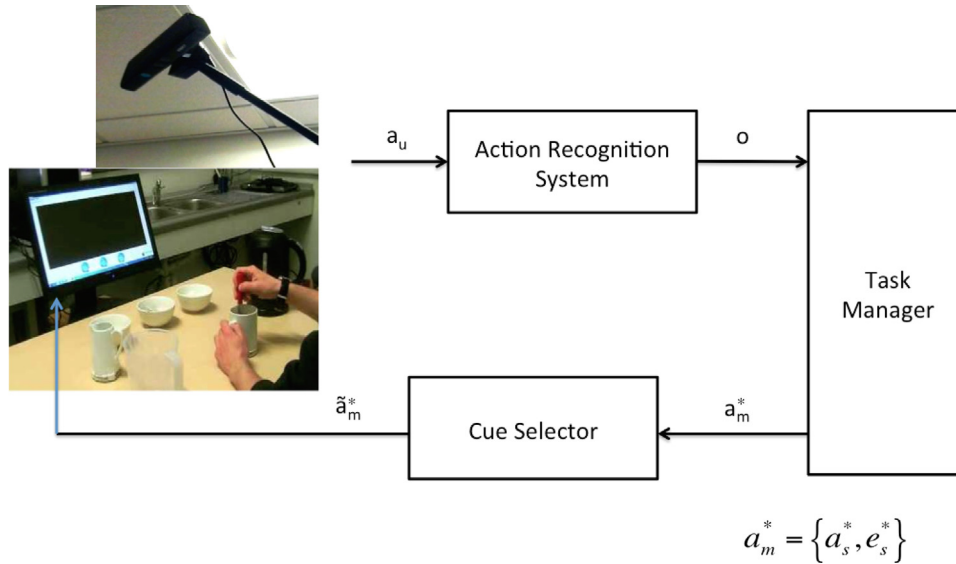 a_u
Action Recognition
System
o
Task
Manager
ã*_m
Cue Selector
a*_m
a*_m = {a*_s, e*_s}